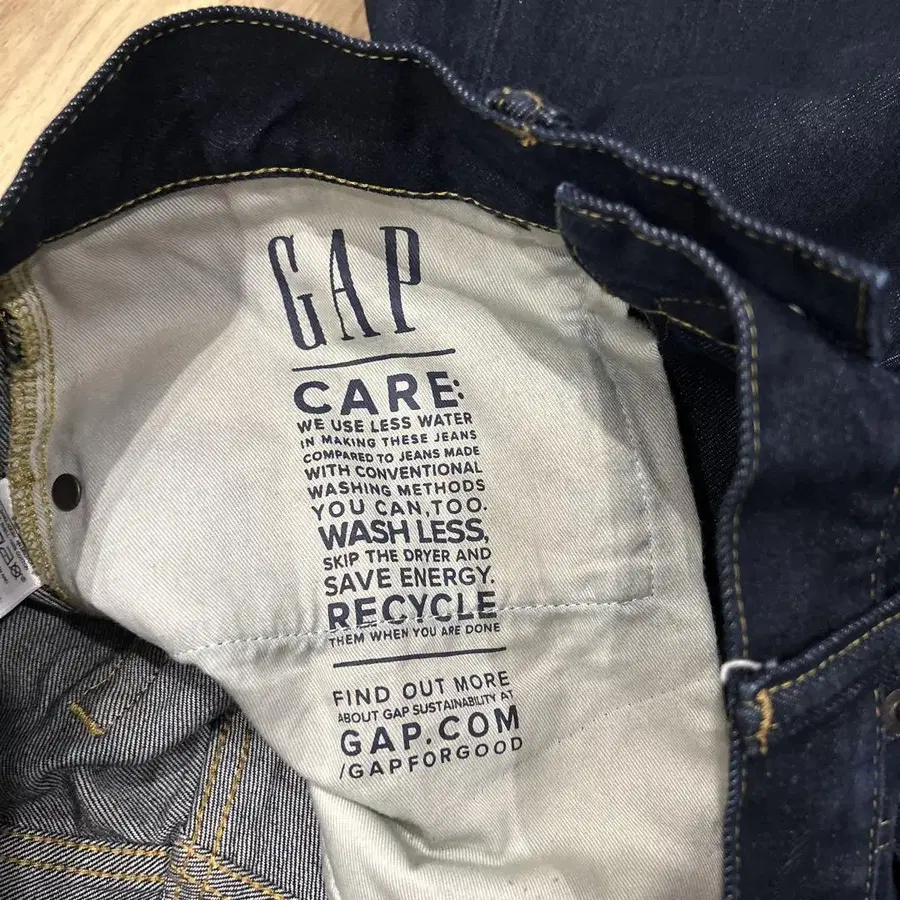 GAP
CARE:
WE USE LESS WATER
IN MAKING THESE JEANS
COMPARED TO JEANS MADE
WITH CONVENTIONAL
WASHING METHODS
YOU CAN, TOO.
WASH LESS,
SKIP THE DRYER AND
SAVE ENERGY.
RECYCLE
THEM WHEN YOU ARE DONE
FIND OUT MORE
ABOUT GAP SUSTAINABILITY AT
GAP.COM
/GAPFORGOOD